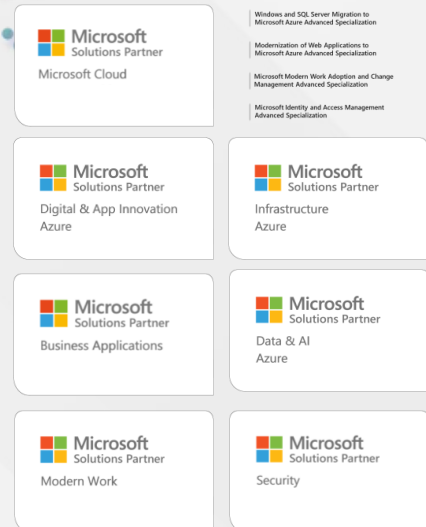 Microsoft
Solutions Partner
Microsoft Cloud
Windows and SQL Server Migration to
Microsoft Azure Advanced Specialization
Modernization of Web Applications to
Microsoft Azure Advanced Specialization
Microsoft Modern Work Adoption and Change
Management Advanced Specialization
Microsoft Identity and Access Management
Advanced Specialization
Microsoft
Solutions Partner
Digital & App Innovation
Azure
Microsoft
Solutions Partner
Infrastructure
Azure
Microsoft
Solutions Partner
Business Applications
Microsoft
Solutions Partner
Data & AI
Azure
Microsoft
Solutions Partner
Modern Work
Microsoft
Solutions Partner
Security